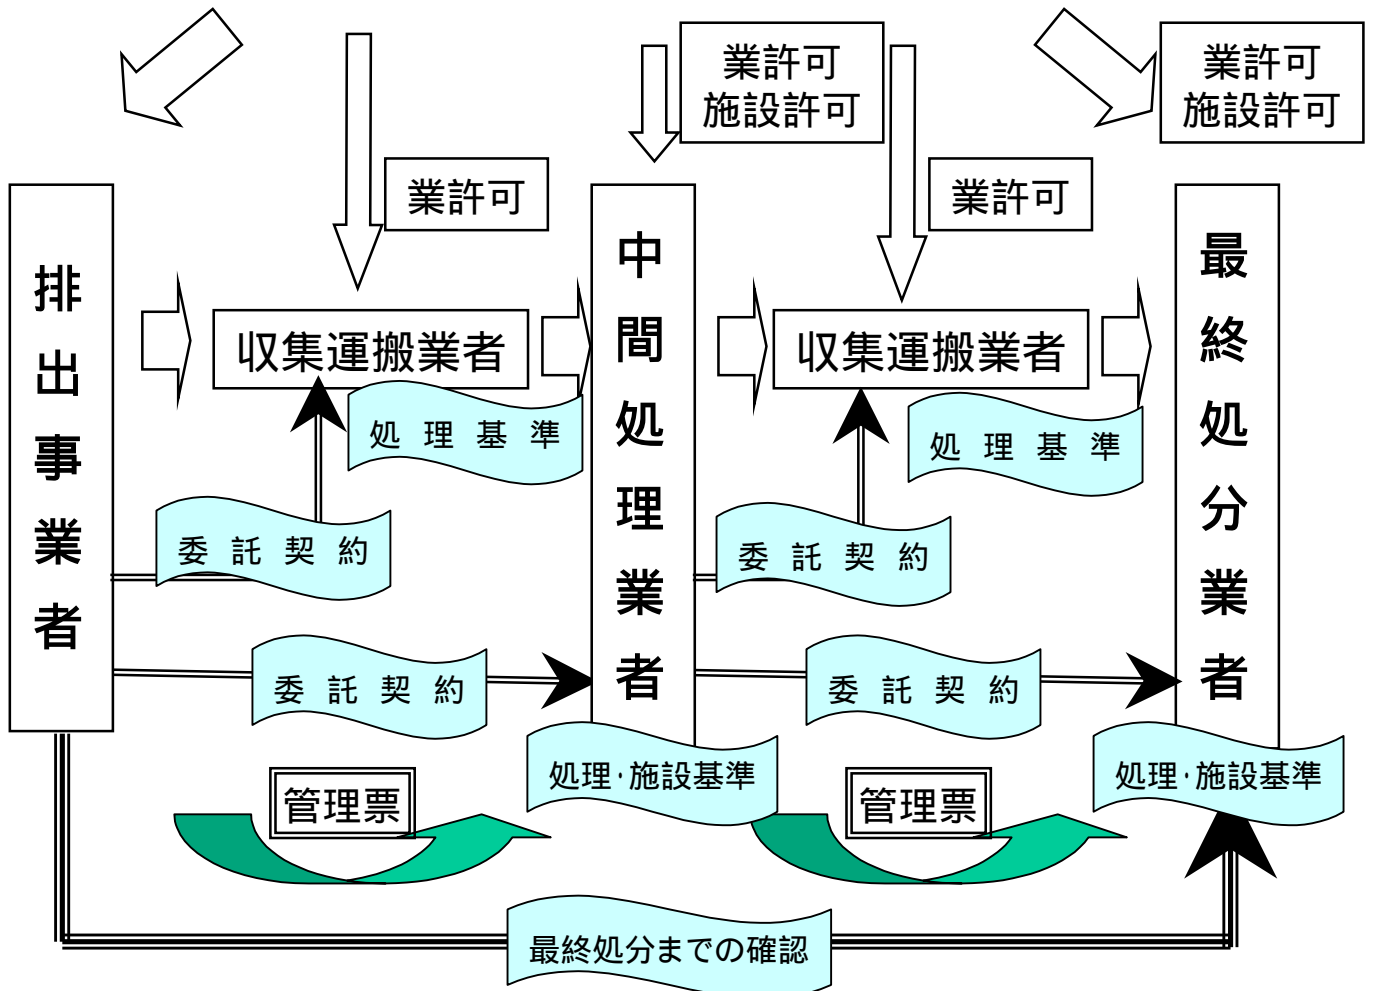 業許可
施設許可
業許可
施設許可
業許可
業許可
排出事業者
収集運搬業者
中間処理業者
収集運搬業者
最終処分業者
処理基準
処理基準
委託契約
委託契約
委託契約
委託契約
処理・施設基準
処理・施設基準
管理票
管理票
最終処分までの確認